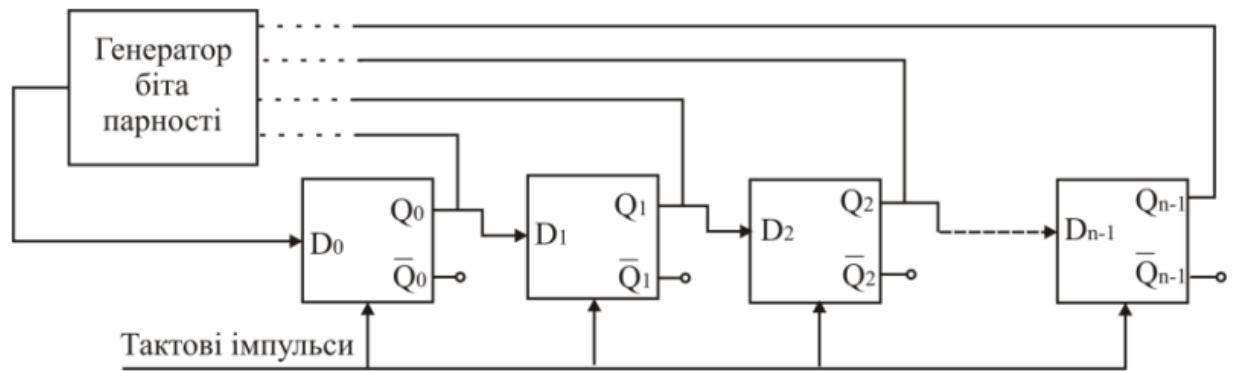 Генератор
біта
парності
Q0
D0
Q̅0
Q1
D1
Q̅1
Q2
D2
Q̅2
Qn-1
Dn-1
Q̅n-1
Тактові імпульси